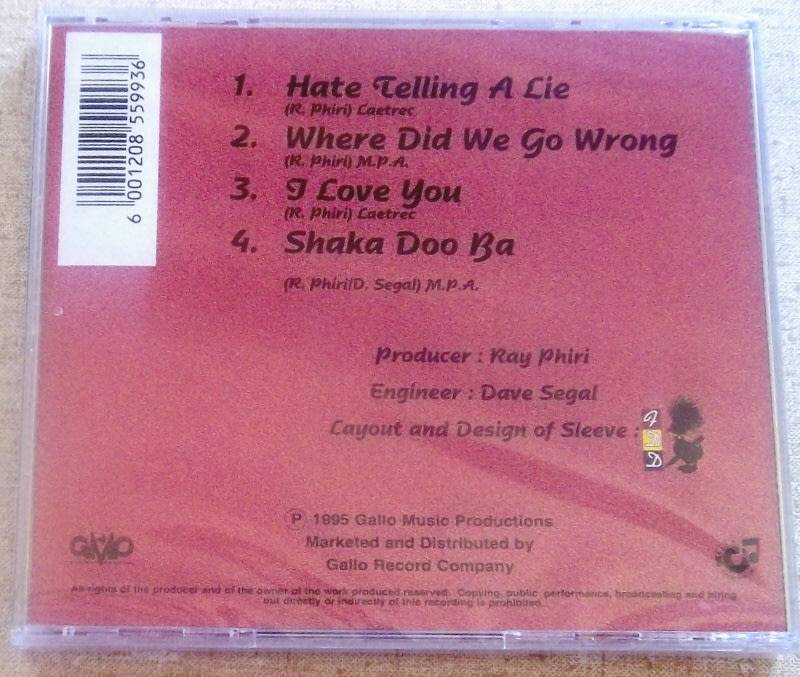 6 001208 559936
1. Hate Telling A Lie
(R. Phiri) Laetrec
2. Where Did We Go Wrong
(R. Phiri) M.P.A.
3. I Love You
(R. Phiri) Laetrec
4. Shaka Doo Ba
(R. Phiri/D. Segal) M.P.A.
Producer : Ray Phiri
Engineer : Dave Segal
Layout and Design of Sleeve :
Ⓟ 1995 Gallo Music Productions
Marketed and Distributed by
Gallo Record Company
All rights of the producer and of the owner of the work produced reserved. Copying, public performance, broadcasting and hiring
but directly or indirectly of this recording is prohibited.